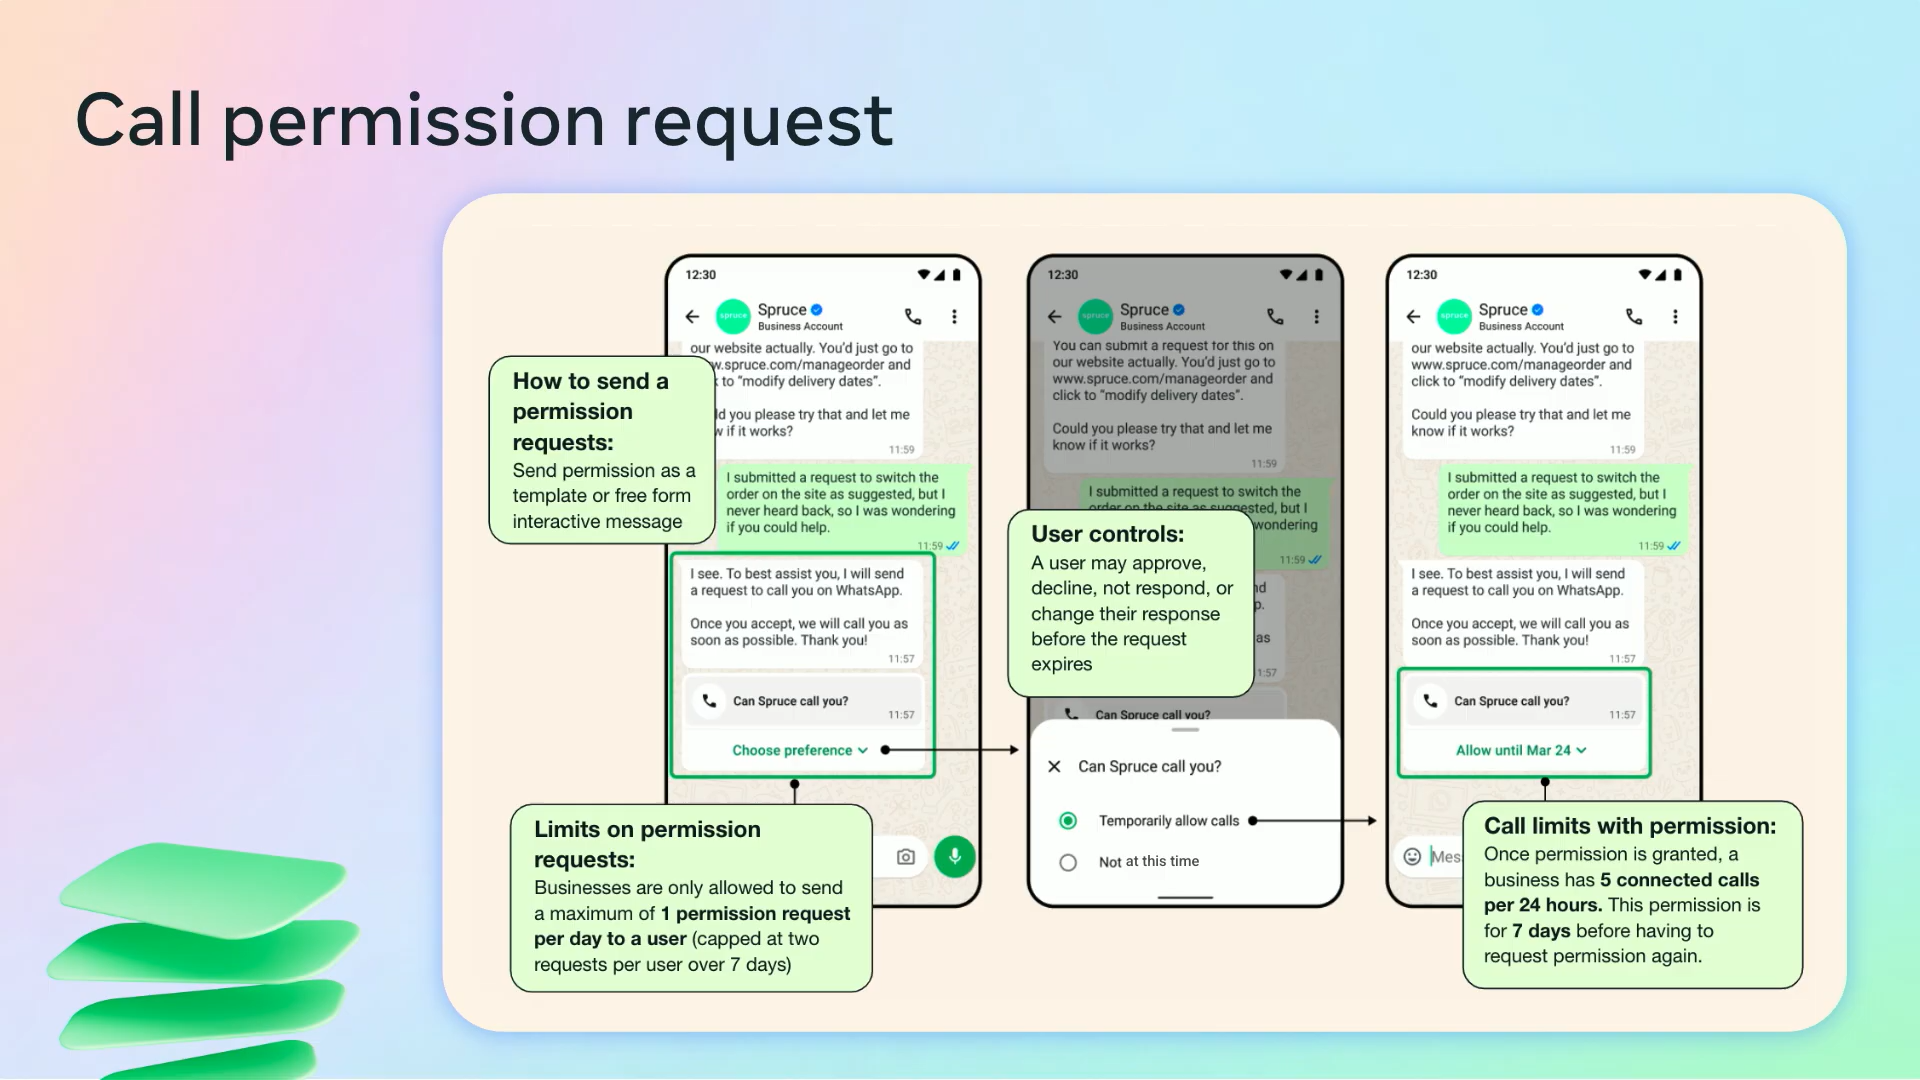 Call permission request
12:30
spruce
Spruce
Business Account
our website actually. You'd just go to
w.spruce.com/manageorder and
to "modify delivery dates".
ld you please try that and let me
w if it works?
11:59
I submitted a request to switch the
order on the site as suggested, but I
never heard back, so I was wondering
if you could help.
11:59
I see. To best assist you, I will send
a request to call you on WhatsApp.
Once you accept, we will call you as
soon as possible. Thank you!
11:57
Can Spruce call you?
11:57
Choose preference
How to send a
permission
requests:
Send permission as a
template or free form
interactive message
Limits on permission
requests:
Businesses are only allowed to send
a maximum of 1 permission request
per day to a user (capped at two
requests per user over 7 days)
12:30
spruce
Spruce
Business Account
You can submit a request for this on
our website actually. You'd just go to
www.spruce.com/manageorder and
click to "modify delivery dates".
Could you please try that and let me
know if it works?
11:59
I submitted a request to switch the
order on the site as suggested, but I
wondering
11:59
nd
p.
as
1:57
Can Spruce call you?
User controls:
A user may approve,
decline, not respond, or
change their response
before the request
expires
Can Spruce call you?
Temporarily allow calls
Not at this time
12:30
spruce
Spruce
Business Account
our website actually. You'd just go to
www.spruce.com/manageorder and
click to "modify delivery dates".
Could you please try that and let me
know if it works?
11:59
I submitted a request to switch the
order on the site as suggested, but I
never heard back, so I was wondering
if you could help.
11:59
I see. To best assist you, I will send
a request to call you on WhatsApp.
Once you accept, we will call you as
soon as possible. Thank you!
11:57
Can Spruce call you?
11:57
Allow until Mar 24
Mes
Call limits with permission:
Once permission is granted, a
business has 5 connected calls
per 24 hours. This permission is
for 7 days before having to
request permission again.